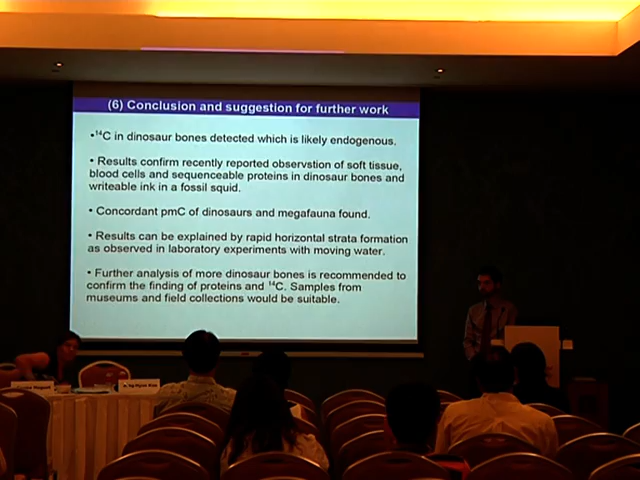 (6) Conclusion and suggestion for further work
•¹⁴C in dinosaur bones detected which is likely endogenous.
• Results confirm recently reported observstion of soft tissue,
blood cells and sequenceable proteins in dinosaur bones and
writeable ink in a fossil squid.
• Concordant pmC of dinosaurs and megafauna found.
• Results can be explained by rapid horizontal strata formation
as observed in laboratory experiments with moving water.
• Further analysis of more dinosaur bones is recommended to
confirm the finding of proteins and ¹⁴C. Samples from
museums and field collections would be suitable.